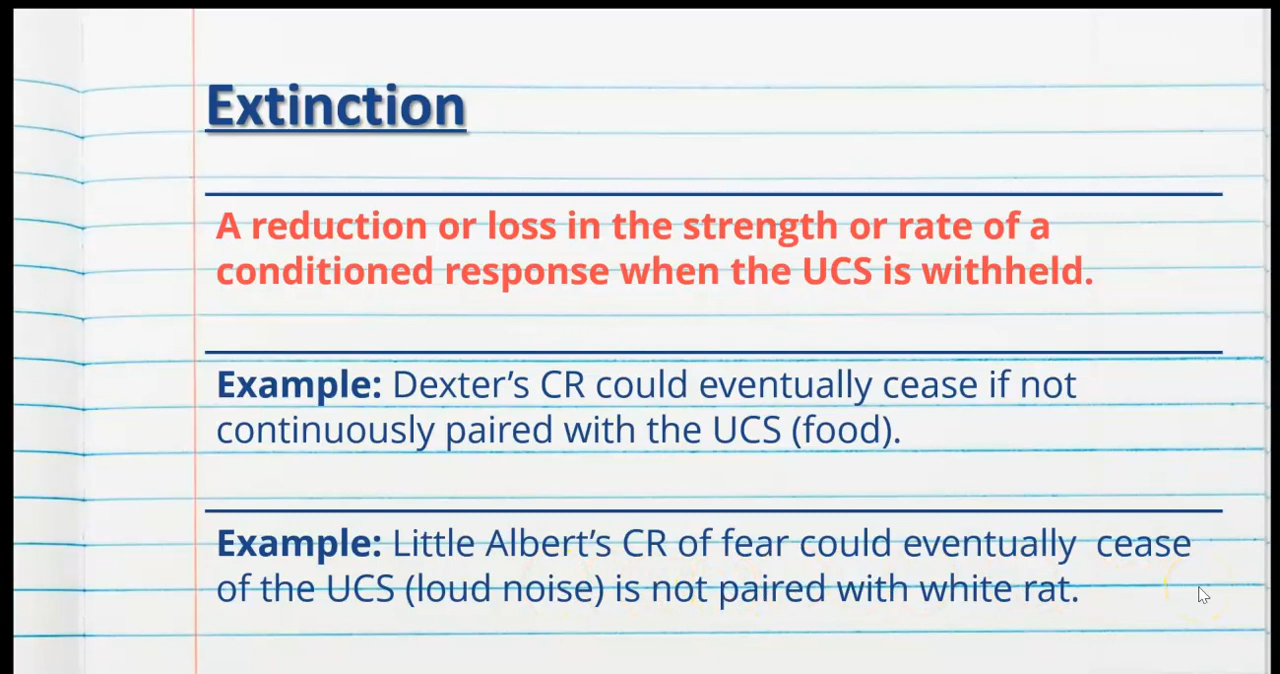 Extinction
A reduction or loss in the strength or rate of a
conditioned response when the UCS is withheld.
Example: Dexter’s CR could eventually cease if not
continuously paired with the UCS (food).
Example: Little Albert’s CR of fear could eventually  cease
of the UCS (loud noise) is not paired with white rat.